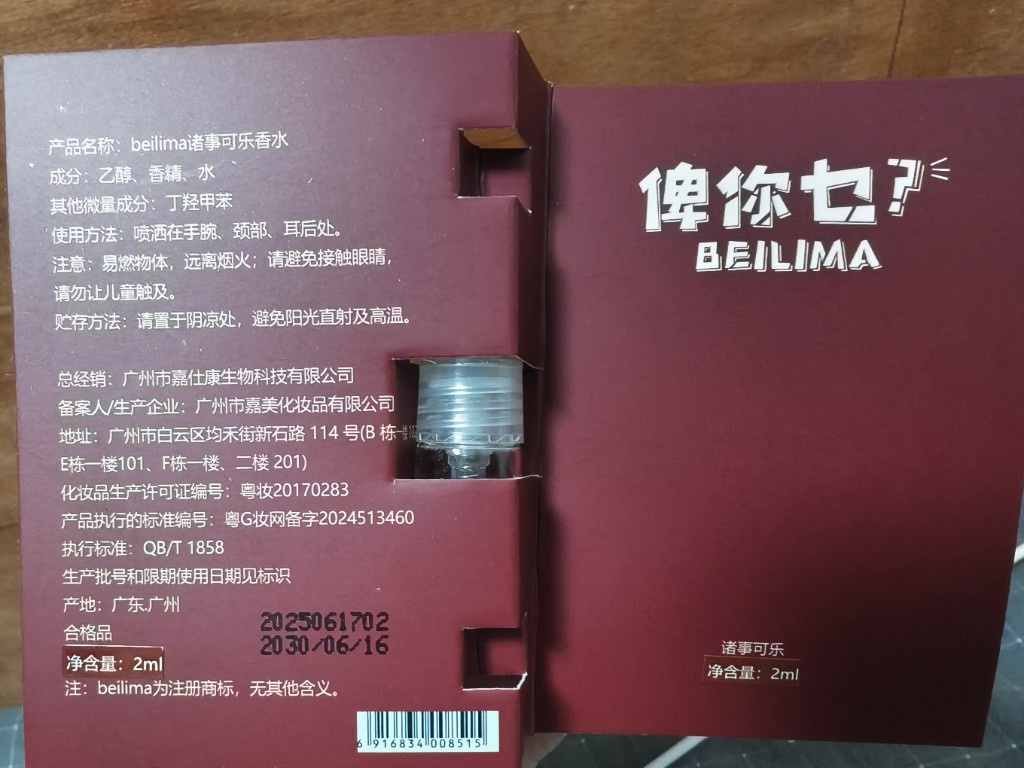 产品名称：beilima诸事可乐香水
成分：乙醇、香精、水
其他微量成分：丁羟甲苯
使用方法：喷洒在手腕、颈部、耳后处。
注意：易燃物体，远离烟火；请避免接触眼睛，
请勿让儿童触及。
贮存方法：请置于阴凉处，避免阳光直射及高温。
总经销：广州市嘉仕康生物科技有限公司
备案人/生产企业：广州市嘉美化妆品有限公司
地址：广州市白云区均禾街新石路 114 号(B 栋
E栋一楼101、F栋一楼、二楼 201)
化妆品生产许可证编号：粤妆20170283
产品执行的标准编号：粤G妆网备字2024513460
执行标准：QB/T 1858
生产批号和限期使用日期见标识
产地：广东.广州
合格品
2025061702
2030/06/16
净含量：2ml
注：beilima为注册商标，无其他含义。
6 916834 008515
俾你乜?
BEILIMA
诸事可乐
净含量：2ml